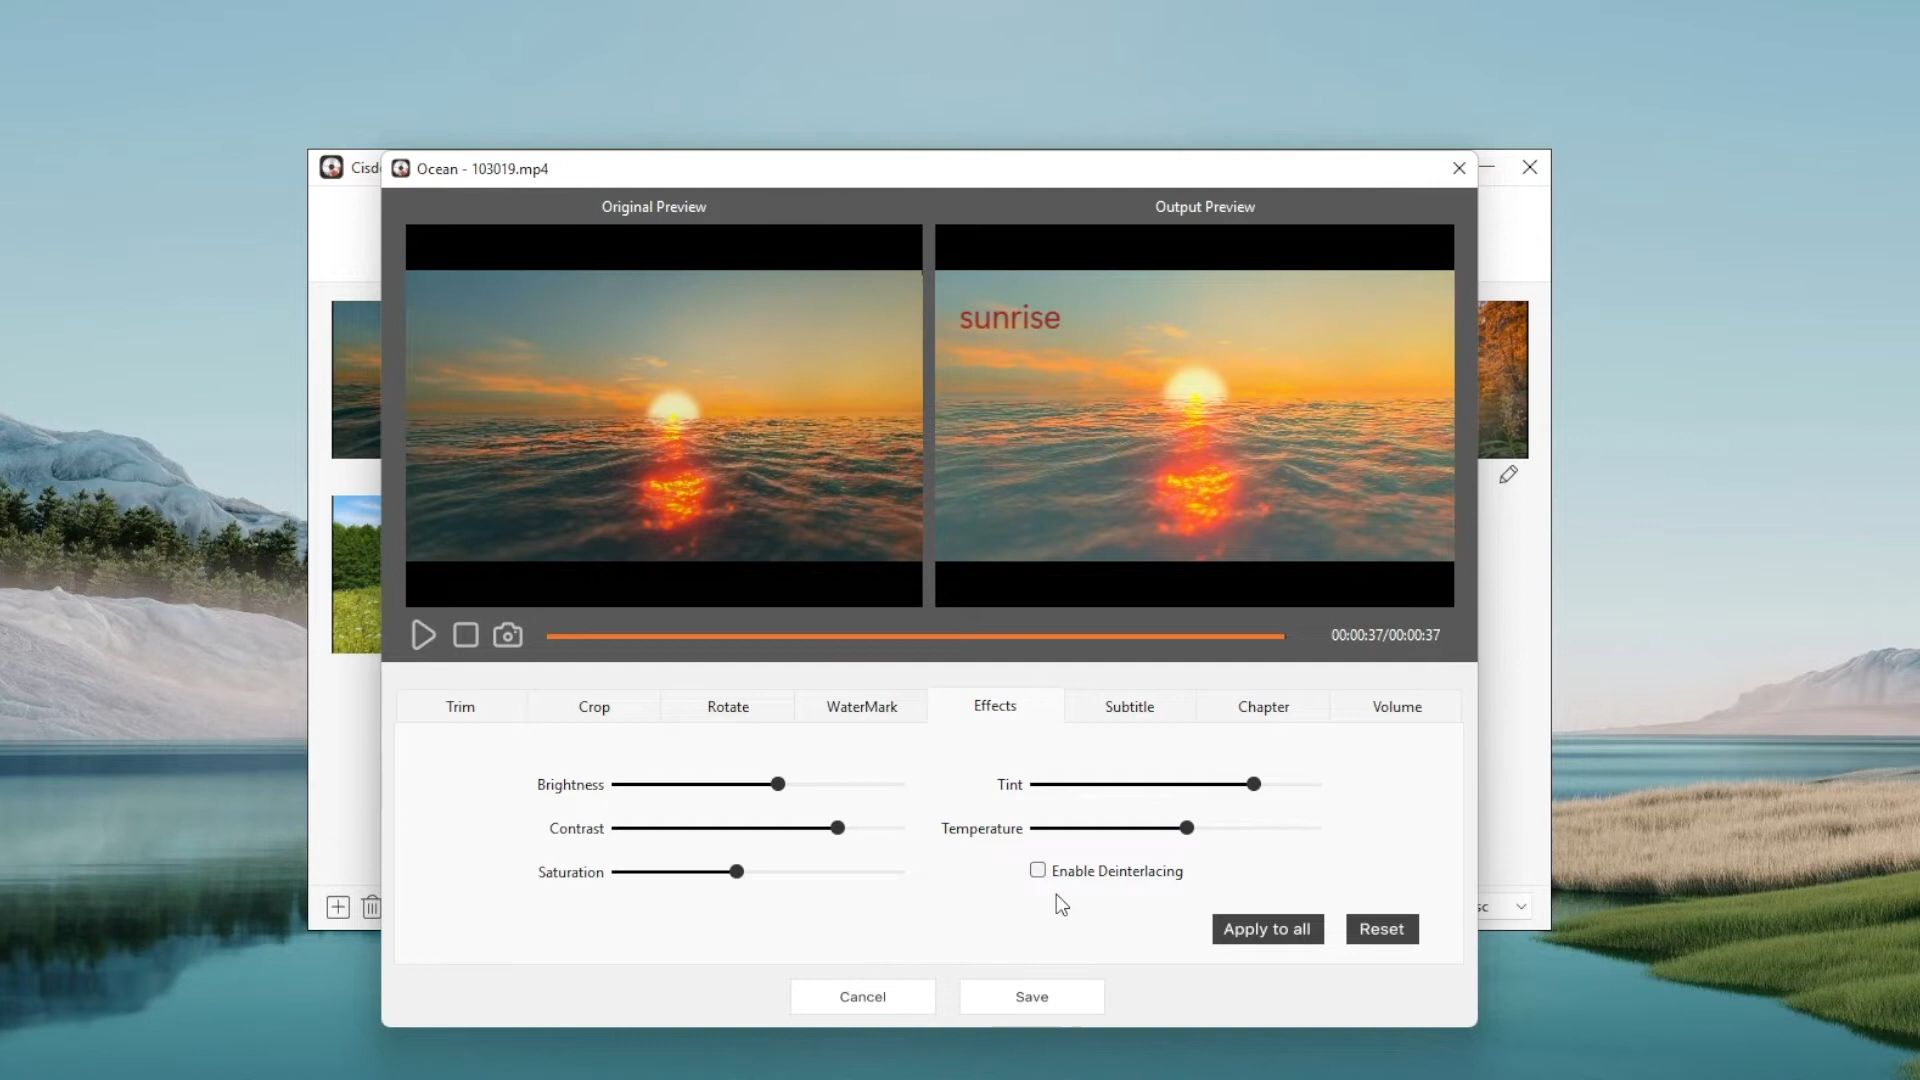 Ocean - 103019.mp4
Original Preview
Output Preview
sunrise
00:00:37/00:00:37
Trim
Crop
Rotate
WaterMark
Effects
Subtitle
Chapter
Volume
Brightness
Tint
Contrast
Temperature
Saturation
Enable Deinterlacing
Apply to all
Reset
Cancel
Save